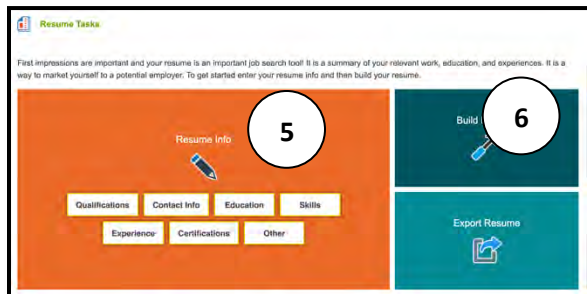 Resume Tasks
First impressions are important and your resume is an important job search tool! It is a summary of your relevant work, education, and experiences. It is a
way to market yourself to a potential employer. To get started enter your resume info and then build your resume.
Resume Info
5
Build
6
Qualifications Contact Info Education Skills
Experience Certifications Other
Export Resume